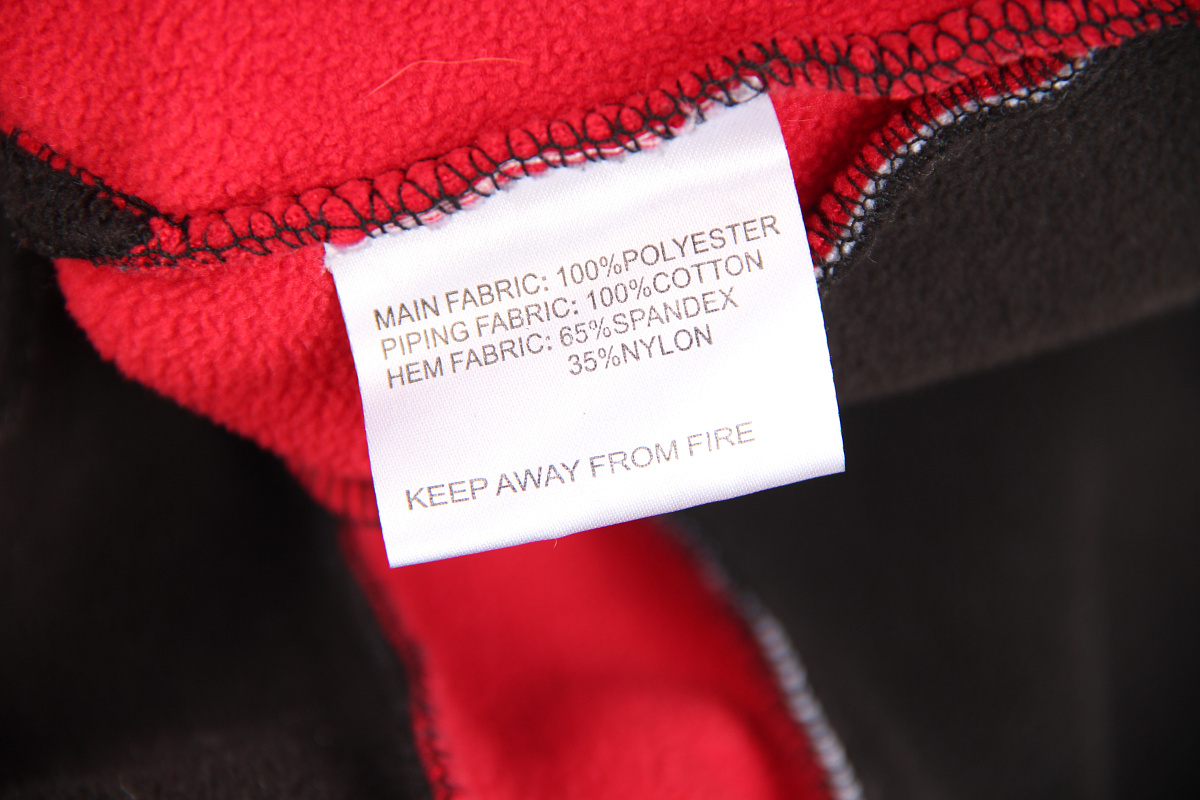 MAIN FABRIC: 100%POLYESTER
PIPING FABRIC: 100%COTTON
HEM FABRIC: 65%SPANDEX
35%NYLON
KEEP AWAY FROM FIRE